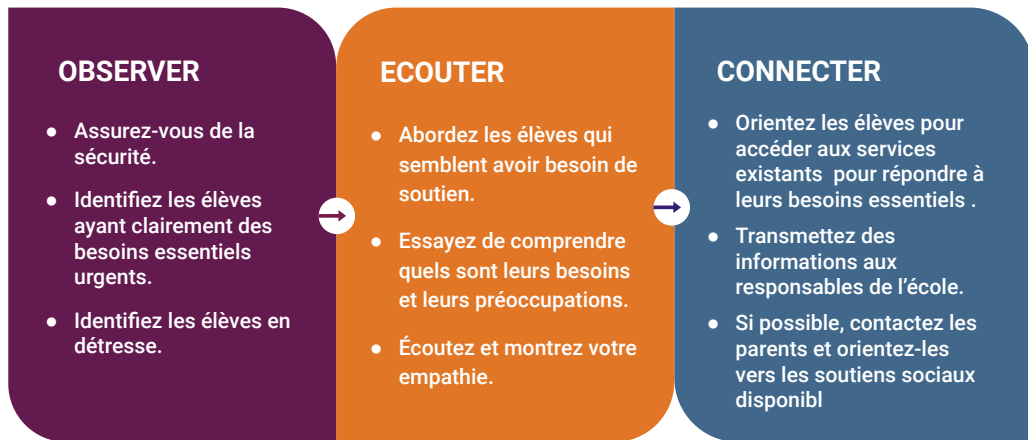 OBSERVER
● Assurez-vous de la
sécurité.
● Identifiez les élèves
ayant clairement des
besoins essentiels
urgents.
● Identifiez les élèves en
détresse.
ECOUTER
● Abordez les élèves qui
semblent avoir besoin de
soutien.
● Essayez de comprendre
quels sont leurs besoins
et leurs préoccupations.
● Écoutez et montrez votre
empathie.
CONNECTER
● Orientez les élèves pour
accéder aux services
existants  pour répondre à
leurs besoins essentiels .
● Transmettez des
informations aux
responsables de l’école.
● Si possible, contactez les
parents et orientez-les
vers les soutiens sociaux
disponibl